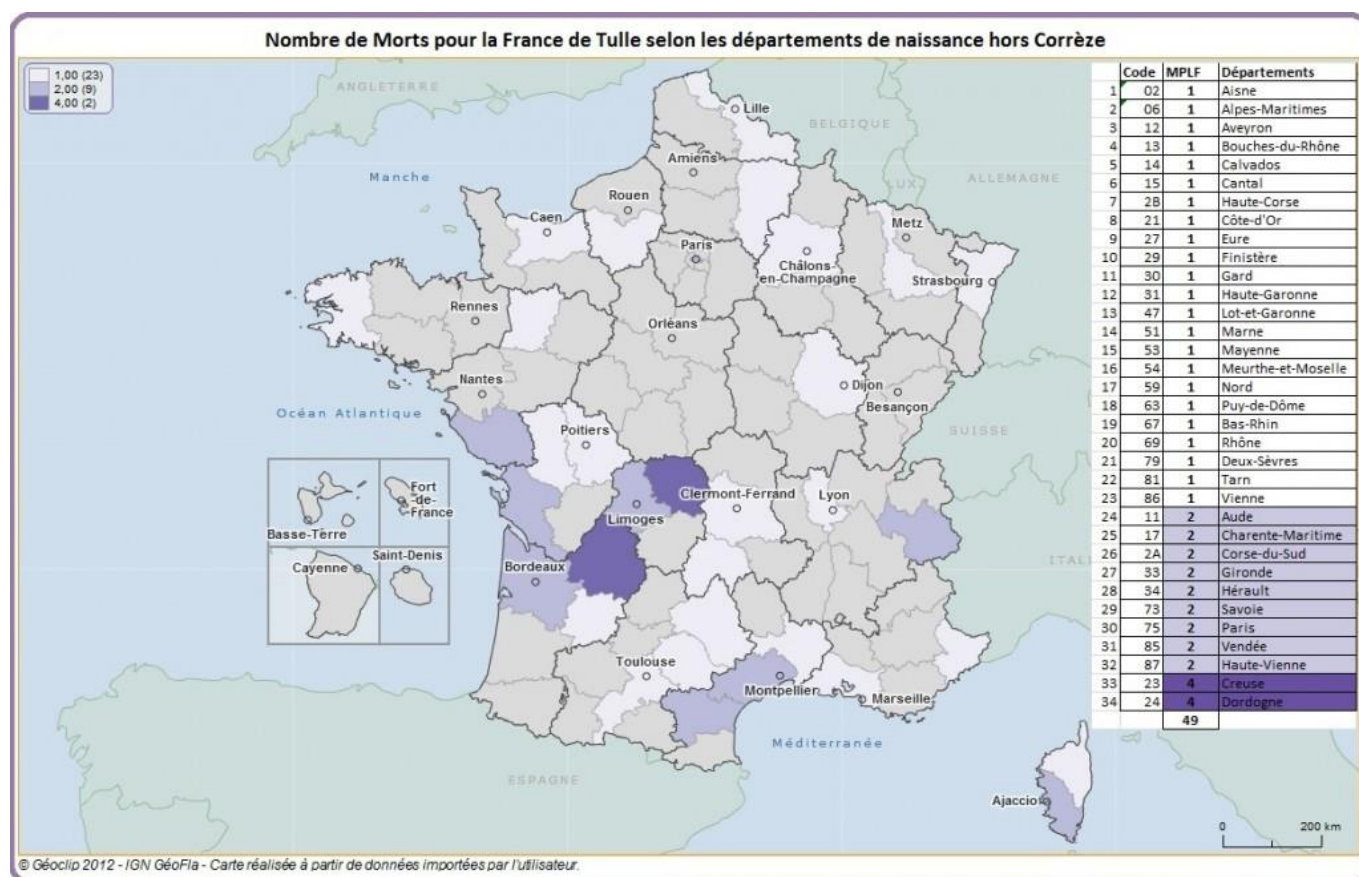 Nombre de Morts pour la France de Tulle selon les départements de naissance hors Corrèze
1,00 (23)
2,00 (9)
4,00 (2)
ANGLETERRE
Lille
BELGIQUE
Amiens
Manche
LUX.
ALLEMAGNE
Rouen
Caen
Metz
Paris
Châlons-
en-Champagne
Strasbourg
Rennes
Orléans
Nantes
Dijon
Besançon
Océan Atlantique
Poitiers
SUISSE
Clermont-Ferrand
Lyon
Limoges
Fort
-de-
France
Basse-Terre
Saint-Denis
Cayenne
Bordeaux
ITALI
Toulouse
Montpellier
Marseille
Méditerranée
ESPAGNE
Ajaccio
0 200 km
Code MPLF Départements
1 02 1 Aisne
2 06 1 Alpes-Maritimes
3 12 1 Aveyron
4 13 1 Bouches-du-Rhône
5 14 1 Calvados
6 15 1 Cantal
7 2B 1 Haute-Corse
8 21 1 Côte-d'Or
9 27 1 Eure
10 29 1 Finistère
11 30 1 Gard
12 31 1 Haute-Garonne
13 47 1 Lot-et-Garonne
14 51 1 Marne
15 53 1 Mayenne
16 54 1 Meurthe-et-Moselle
17 59 1 Nord
18 63 1 Puy-de-Dôme
19 67 1 Bas-Rhin
20 69 1 Rhône
21 79 1 Deux-Sèvres
22 81 1 Tarn
23 86 1 Vienne
24 11 2 Aude
25 17 2 Charente-Maritime
26 2A 2 Corse-du-Sud
27 33 2 Gironde
28 34 2 Hérault
29 73 2 Savoie
30 75 2 Paris
31 85 2 Vendée
32 87 2 Haute-Vienne
33 23 4 Creuse
34 24 4 Dordogne
49
© Géoclip 2012 - IGN GéoFla - Carte réalisée à partir de données importées par l'utilisateur.